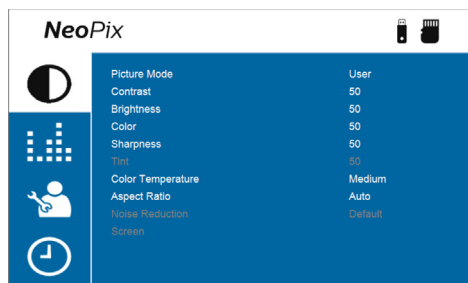 NeoPix
Picture Mode User
Contrast 50
Brightness 50
Color 50
Sharpness 50
Tint 50
Color Temperature Medium
Aspect Ratio Auto
Noise Reduction Default
Screen